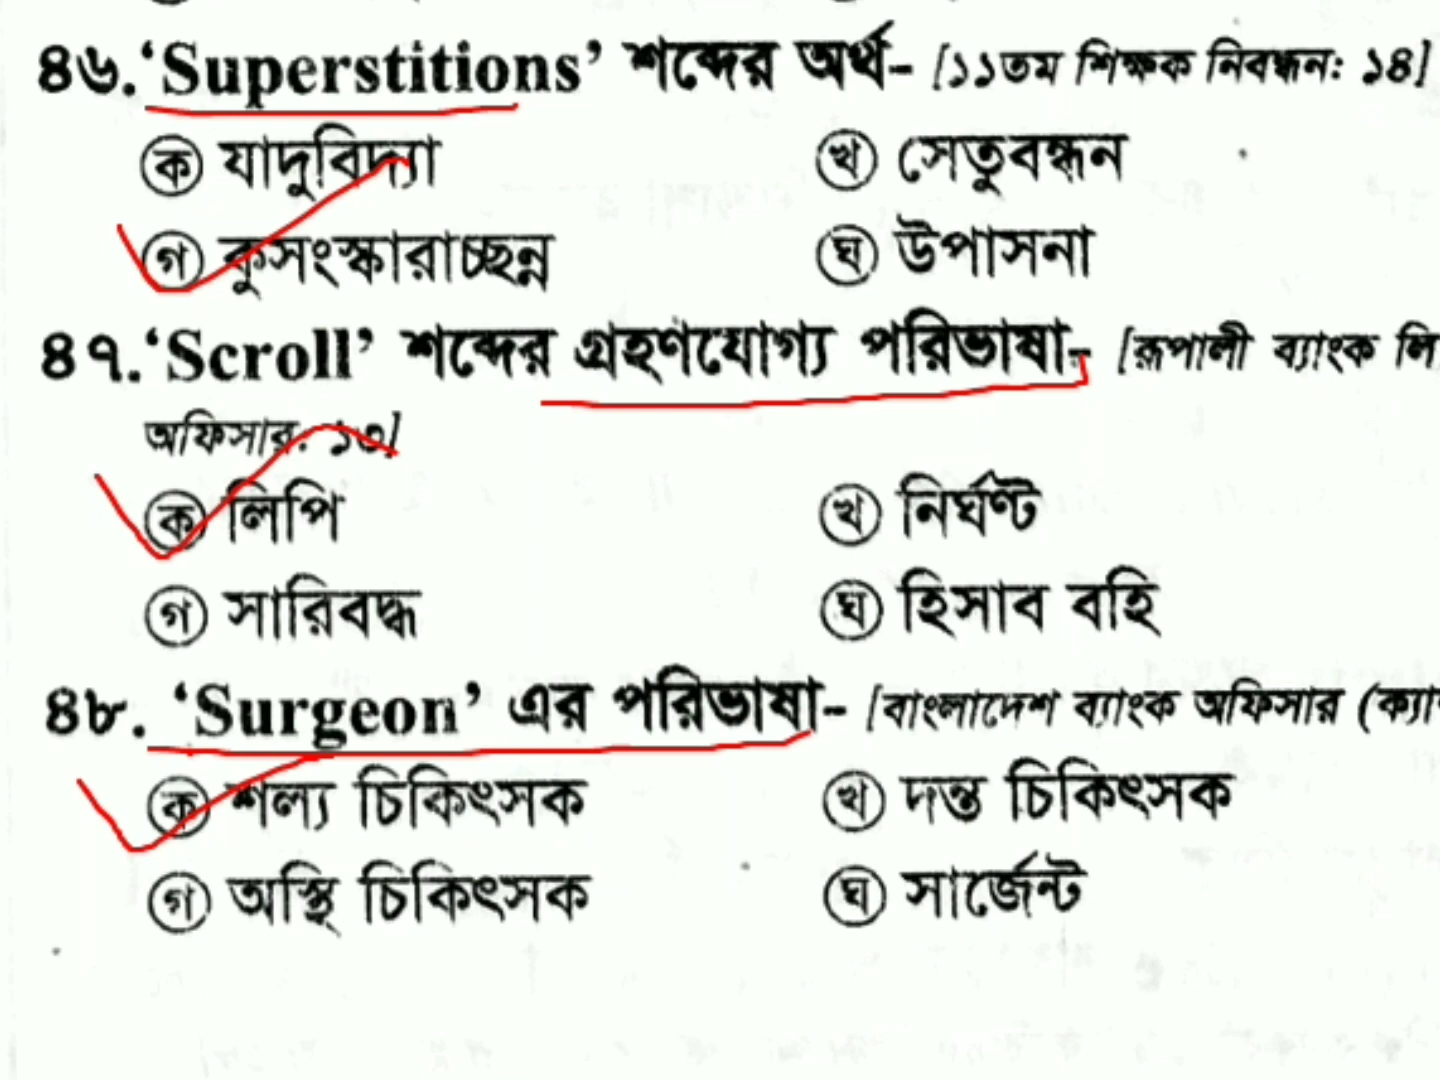 ৪৬. ‘Superstitions’ শব্দের অর্থ- [১১তম শিক্ষক নিবন্ধন: ১৪]
ক যাদুবিদ্যা খ সেতুবন্ধন
গ কুসংস্কারাচ্ছন্ন ঘ উপাসনা
৪৭. ‘Scroll’ শব্দের গ্রহণযোগ্য পরিভাষা- [রূপালী ব্যাংক লি
অফিসার: ১৩]
ক লিপি খ নির্ঘণ্ট
গ সারিবদ্ধ ঘ হিসাব বহি
৪৮. ‘Surgeon’ এর পরিভাষা- [বাংলাদেশ ব্যাংক অফিসার (ক্যা
ক শল্য চিকিৎসক খ দন্ত চিকিৎসক
গ অস্থি চিকিৎসক ঘ সার্জেন্ট